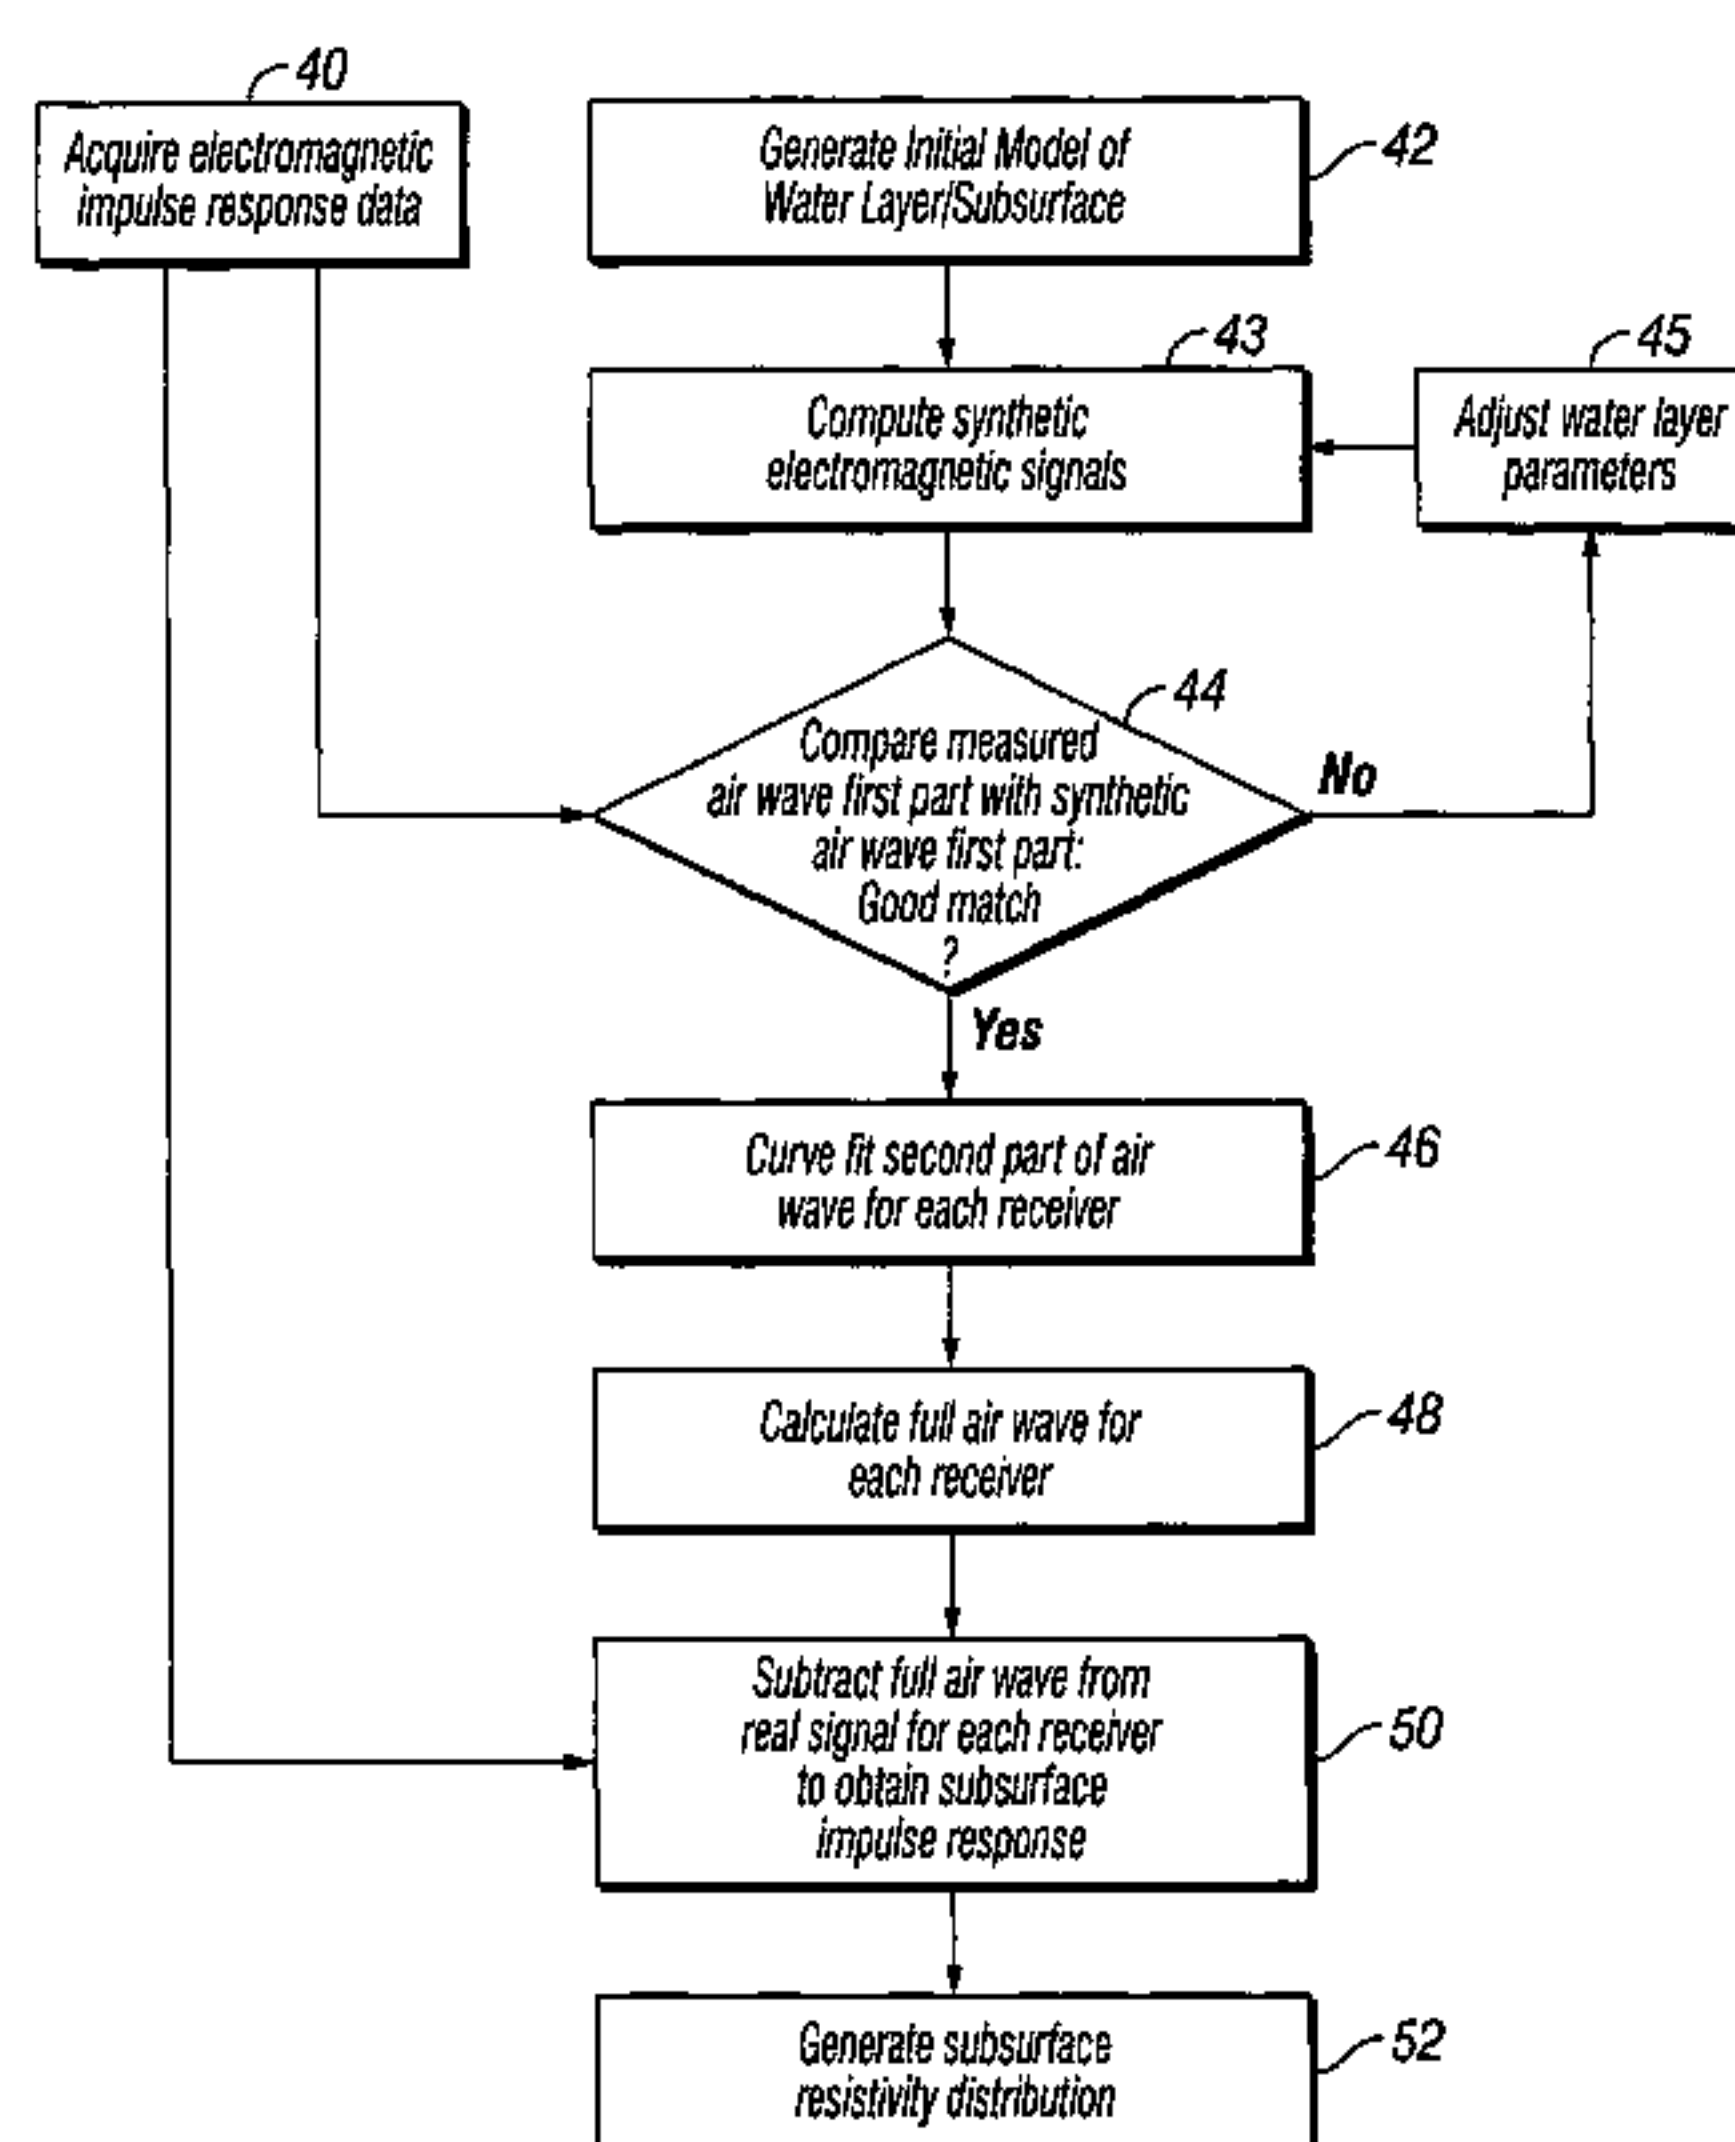 40
Acquire electromagnetic
impulse response data
Generate Initial Model of
Water Layer/Subsurface
42
43
Compute synthetic
electromagnetic signals
45
Adjust water layer
parameters
44
Compare measured
air wave first part with synthetic
air wave first part:
Good match
?
No
Yes
Curve fit second part of air
wave for each receiver
46
Calculate full air wave for
each receiver
48
Subtract full air wave from
real signal for each receiver
to obtain subsurface
impulse response
50
Generate subsurface
resistivity distribution
52